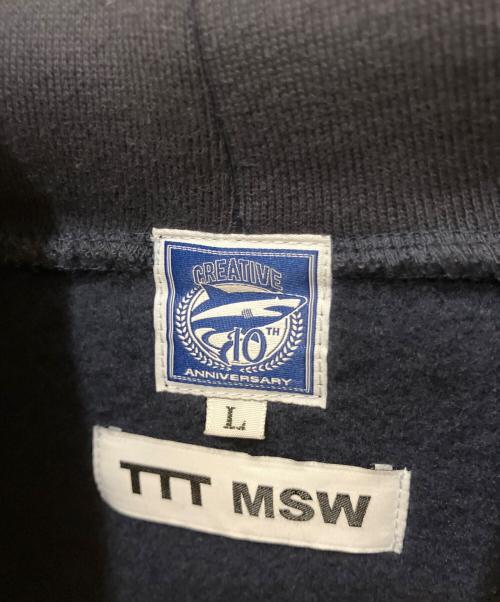 CREATIVE
10TH
ANNIVERSARY
L
TTT MSW